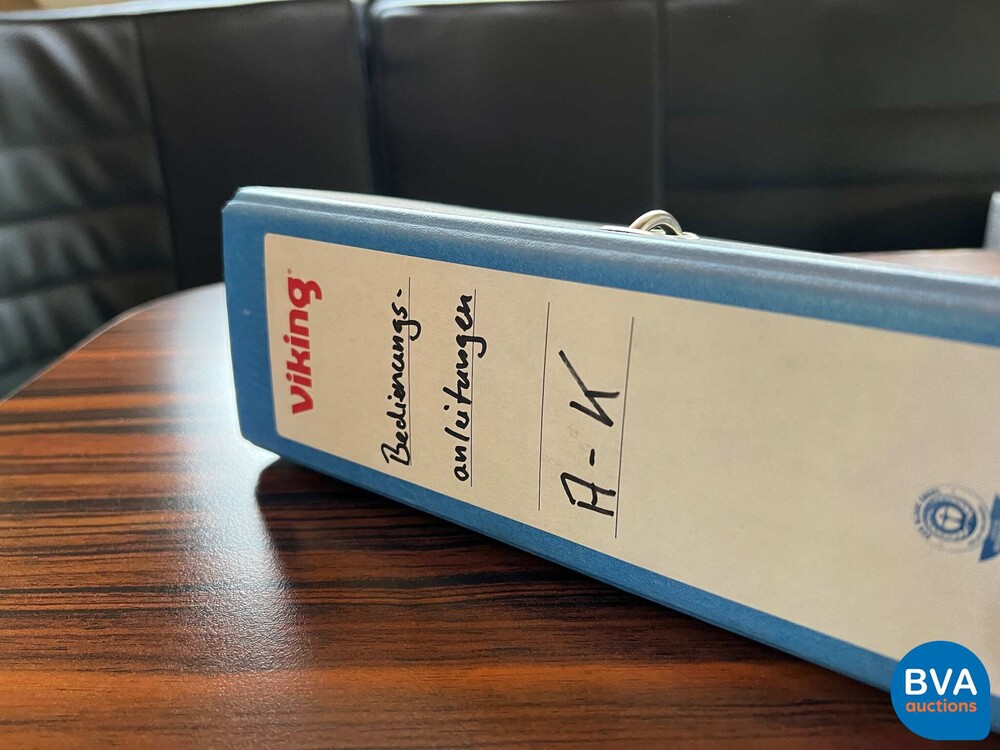 viking
Bedienungs-
anleitungen
A-K
BVA
auctions